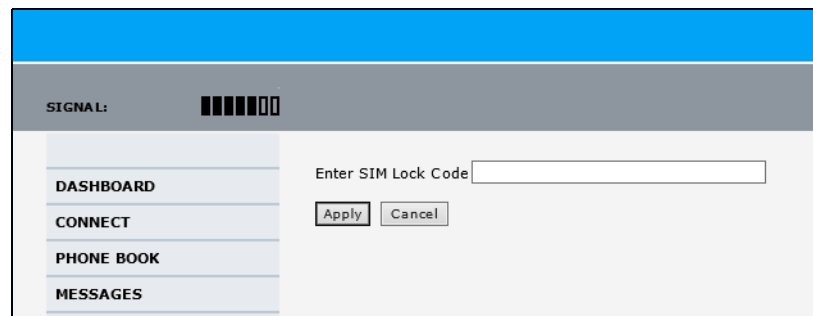 SIGNAL:
DASHBOARD
CONNECT
PHONE BOOK
MESSAGES
Enter SIM Lock Code
Apply Cancel